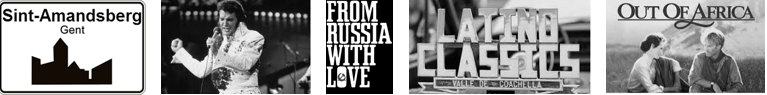 Sint-Amandsberg
Gent
FROM
RUSSIA
WITH
LOVE
LATINO
CLASSICS
VALLE DE COACHELLA
OUT OF AFRICA